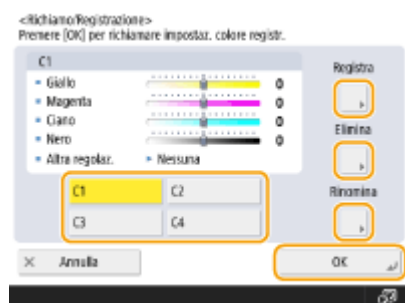 <Richiamo/Registrazione>
Premere [OK] per richiamare impostaz. colore registr.
C1
Giallo 0
Magenta 0
Ciano 0
Nero 0
Altra regolaz. Nessuna
Registra
Elimina
Rinomina
C1 C2
C3 C4
× Annulla OK